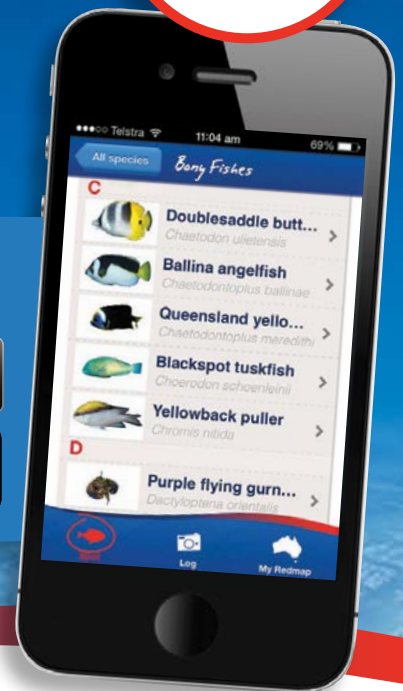 Telstra 11:04 am 69%
All species Bony Fishes
C
Doublesaddle butt...
Chaetodon ulietensis
Ballina angelfish
Chaetodontoplus ballinae
Queensland yello...
Chaetodontoplus meredithi
Blackspot tuskfish
Choerodon schoenleinii
Yellowback puller
Chromis nitida
D
Purple flying gurn...
Dactyloptena orientalis
Log My Redmap